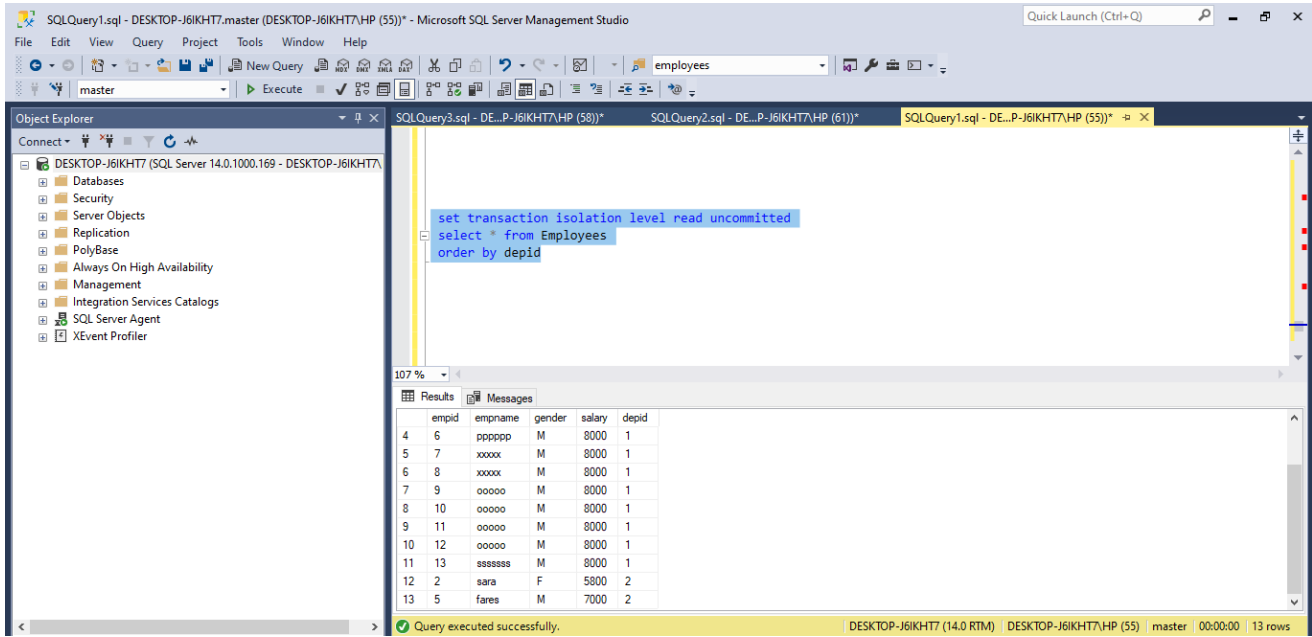 SQLQuery1.sql - DESKTOP-J6IKHT7.master (DESKTOP-J6IKHT7\HP (55))* - Microsoft SQL Server Management Studio
Quick Launch (Ctrl+Q)
File Edit View Query Project Tools Window Help
New Query MDX DMX XMLA DAX employees
master Execute
Object Explorer
Connect
DESKTOP-J6IKHT7 (SQL Server 14.0.1000.169 - DESKTOP-J6IKHT7\
Databases
Security
Server Objects
Replication
PolyBase
Always On High Availability
Management
Integration Services Catalogs
SQL Server Agent
XEvent Profiler
SQLQuery3.sql - DE...P-J6IKHT7\HP (58))* SQLQuery2.sql - DE...P-J6IKHT7\HP (61))* SQLQuery1.sql - DE...P-J6IKHT7\HP (55))*
set transaction isolation level read uncommitted
select * from Employees
order by depid
107 %
Results Messages
empid empname gender salary depid
4 6 pppppp M 8000 1
5 7 xxxxx M 8000 1
6 8 xxxxx M 8000 1
7 9 ooooo M 8000 1
8 10 ooooo M 8000 1
9 11 ooooo M 8000 1
10 12 ooooo M 8000 1
11 13 sssssss M 8000 1
12 2 sara F 5800 2
13 5 fares M 7000 2
Query executed successfully.
DESKTOP-J6IKHT7 (14.0 RTM) DESKTOP-J6IKHT7\HP (55) master 00:00:00 13 rows